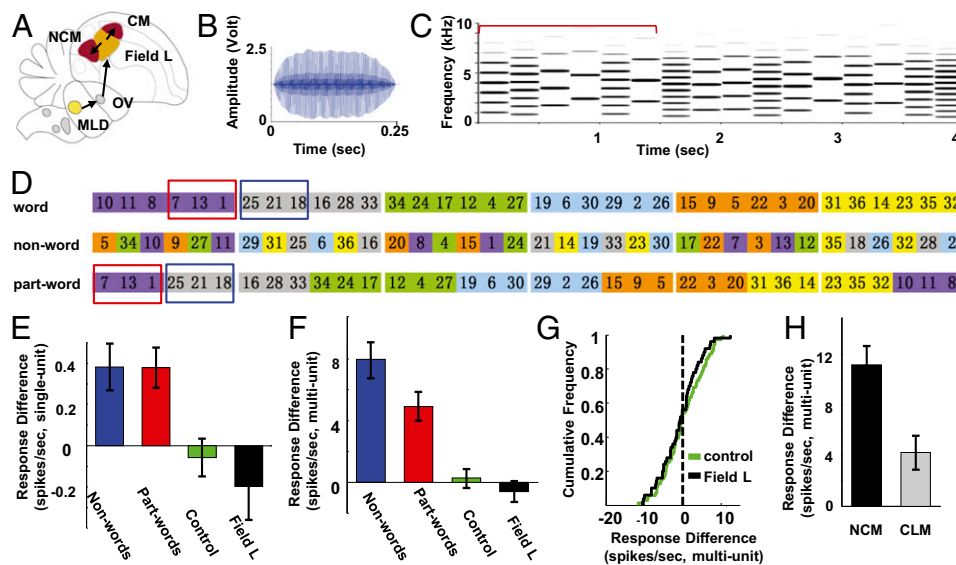 A
NCM
CM
Field L
OV
MLD
B
Amplitude (Volt)
2.5
0
0
0.25
Time (sec)
C
Frequency (kHz)
10
5
0
1
2
3
4
Time (sec)
D
word
10 11 8 7 13 1 25 21 18 16 28 33 34 24 17 12 4 27 19 6 30 29 2 26 15 9 5 22 3 20 31 36 14 23 35 32
non-word
5 34 10 9 27 11 29 31 25 6 36 16 20 8 4 15 1 24 21 14 19 33 23 30 17 22 7 3 13 12 35 18 26 32 28 2
part-word
7 13 1 25 21 18 16 28 33 34 24 17 12 4 27 19 6 30 29 2 26 15 9 5 22 3 20 31 36 14 23 35 32 10 11 8
E
Response Difference
(spikes/sec, single-unit)
0.4
0.2
0
-0.2
Non-words
Part-words
Control
Field L
F
Response Difference
(spikes/sec, multi-unit)
8
4
0
Non-words
Part-words
Control
Field L
G
Cumulative Frequency
1
0.8
0.6
0.4
0.2
control
Field L
-20
-10
0
10
Response Difference
(spikes/sec, multi-unit)
H
Response Difference
(spikes/sec, multi-unit)
12
8
4
0
NCM
CLM